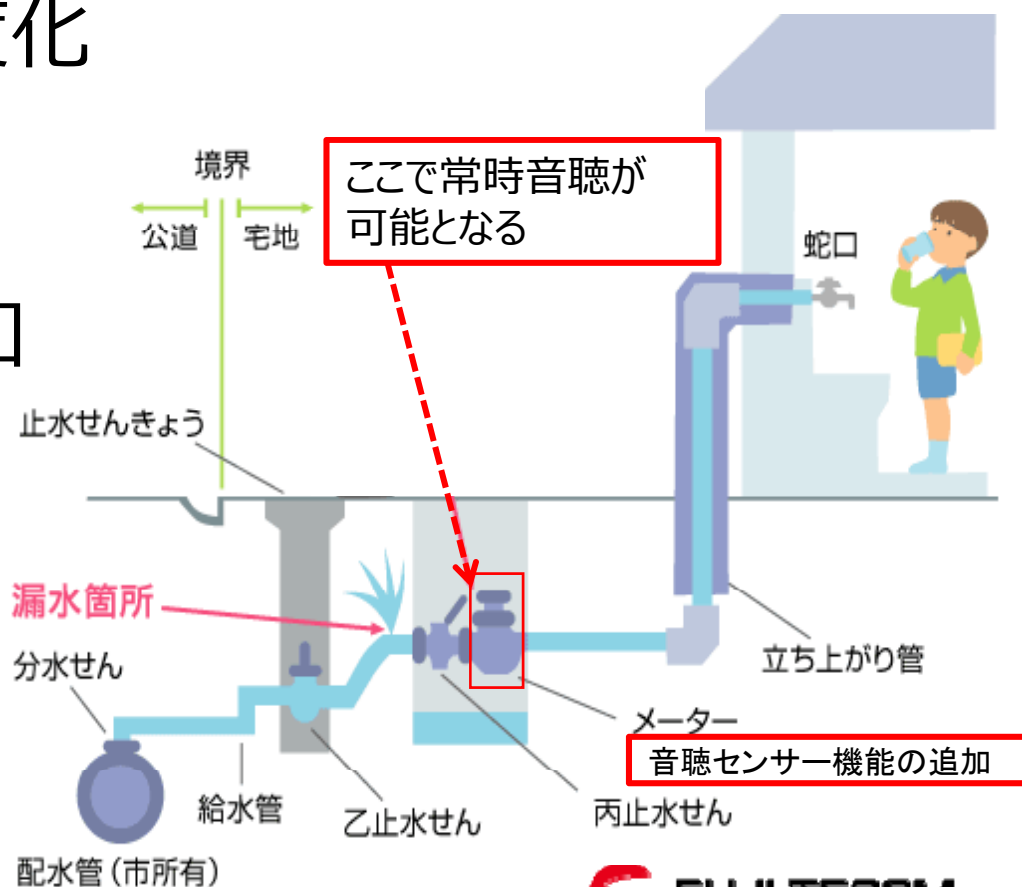 化
境界
公道 宅地
ここで常時音聴が
可能となる
蛇口
止水せんきょう
漏水箇所
分水せん
立ち上がり管
メーター
音聴センサー機能の追加
給水管
乙止水せん
丙止水せん
配水管（市所有）